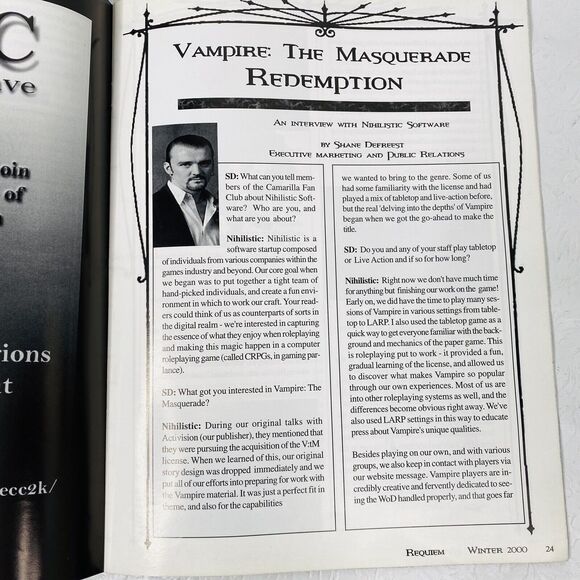 C
ve
oin
of
n
tions
t
ecc2k/
Vampire: The Masquerade
Redemption
An interview with Nihilistic Software
by Shane Defreest
Executive marketing and Public Relations
SD: What can you tell mem-
bers of the Camarilla Fan
Club about Nihilistic Soft-
ware? Who are you, and
what are you about?
Nihilistic: Nihilistic is a
software startup composed
of individuals from various companies within the
games industry and beyond. Our core goal when
we began was to put together a tight team of
hand-picked individuals, and create a fun envi-
ronment in which to work our craft. Your read-
ers could think of us as counterparts of sorts in
the digital realm - we're interested in capturing
the essence of what they enjoy when roleplaying
and making this magic happen in a computer
roleplaying game (called CRPGs, in gaming par-
lance).
SD: What got you interested in Vampire: The
Masquerade?
Nihilistic: During our original talks with
Activision (our publisher), they mentioned that
they were pursuing the acquisition of the V:tM
license. When we learned of this, our original
story design was dropped immediately and we
put all of our efforts into preparing for work with
the Vampire material. It was just a perfect fit in
theme, and also for the capabilities
we wanted to bring to the genre. Some of us
had some familiarity with the license and had
played a mix of tabletop and live-action before,
but the real 'delving into the depths' of Vampire
began when we got the go-ahead to make the
title.
SD: Do you and any of your staff play tabletop
or Live Action and if so for how long?
Nihilistic: Right now we don't have much time
for anything but finishing our work on the game!
Early on, we did have the time to play many ses-
sions of Vampire in various settings from table-
top to LARP. I also used the tabletop game as a
quick way to get everyone familiar with the back-
ground and mechanics of the paper game. This
is roleplaying put to work - it provided a fun,
gradual learning of the license, and allowed us
to discover what makes Vampire so popular
through our own experiences. Most of us are
into other roleplaying systems as well, and the
differences become obvious right away. We've
also used LARP settings in this way to educate
press about Vampire's unique qualities.
Besides playing on our own, and with various
groups, we also keep in contact with players via
our website message. Vampire players are in-
credibly creative and fervently dedicated to see-
ing the WoD handled properly, and that goes far
Requiem Winter 2000 24